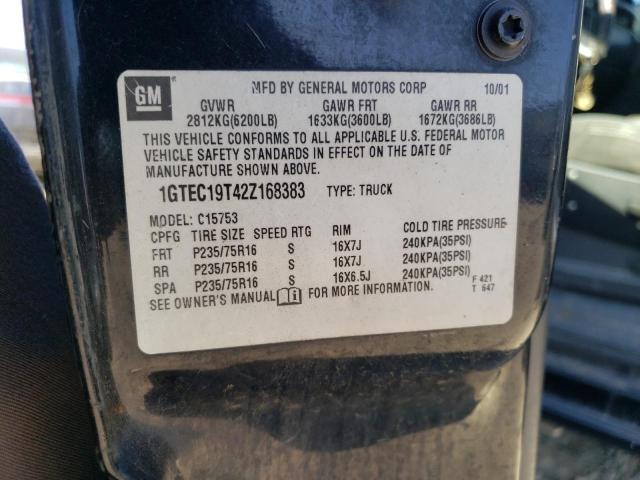 GM
MFD BY GENERAL MOTORS CORP 10/01
GVWR GAWR FRT GAWR RR
2812KG(6200LB) 1633KG(3600LB) 1672KG(3686LB)
THIS VEHICLE CONFORMS TO ALL APPLICABLE U.S. FEDERAL MOTOR
VEHICLE SAFETY STANDARDS IN EFFECT ON THE DATE OF
MANUFACTURE SHOWN ABOVE.
1GTEC19T42Z168383 TYPE: TRUCK
MODEL: C15753
CPFG TIRE SIZE SPEED RTG RIM COLD TIRE PRESSURE
FRT P235/75R16 S 16X7J 240KPA(35PSI)
RR P235/75R16 S 16X7J 240KPA(35PSI)
SPA P235/75R16 S 16X6.5J 240KPA(35PSI)
SEE OWNER'S MANUAL FOR MORE INFORMATION.
F 421
T 647